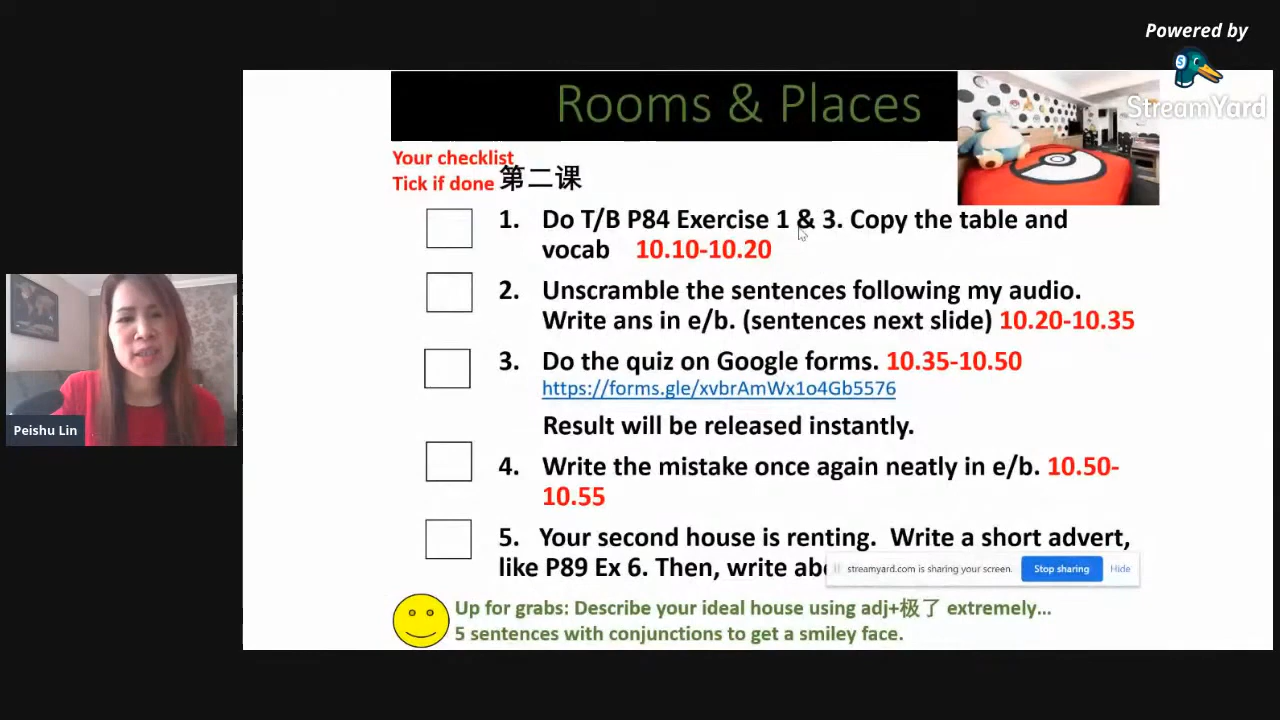 Powered by
StreamYard
Rooms & Places
Your checklist
Tick if done 第二课
1. Do T/B P84 Exercise 1 & 3. Copy the table and
vocab 10.10-10.20
2. Unscramble the sentences following my audio.
Write ans in e/b. (sentences next slide) 10.20-10.35
3. Do the quiz on Google forms. 10.35-10.50
https://forms.gle/xvbrAmWx1o4Gb5576
Result will be released instantly.
4. Write the mistake once again neatly in e/b. 10.50-
10.55
5. Your second house is renting. Write a short advert,
like P89 Ex 6. Then, write
streamyard.com is sharing your screen. Stop sharing Hide
Up for grabs: Describe your ideal house using adj+极了 extremely...
5 sentences with conjunctions to get a smiley face.
Peishu Lin